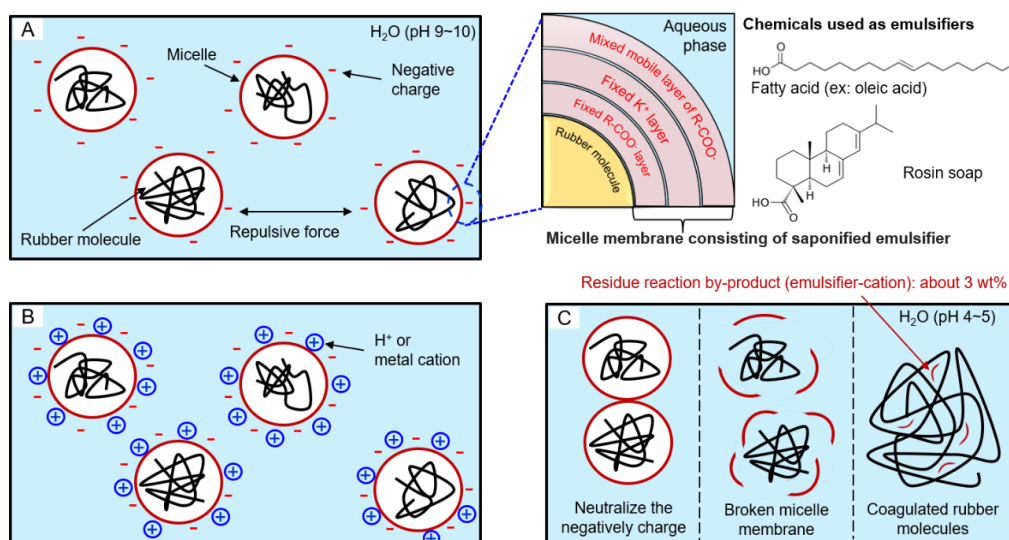 A
H₂O (pH 9~10)
Micelle
Negative
charge
Rubber molecule
Repulsive force
Aqueous
phase
Mixed mobile layer of R-COO⁻
Fixed K⁺ layer
Fixed R-COO⁻ layer
Rubber molecule
Micelle membrane consisting of saponified emulsifier
Chemicals used as emulsifiers
O
HO
Fatty acid (ex: oleic acid)
H
H
HO
O
Rosin soap
B
H⁺ or
metal cation
Residue reaction by-product (emulsifier-cation): about 3 wt%
C
H₂O (pH 4~5)
Neutralize the
negatively charge
Broken micelle
membrane
Coagulated rubber
molecules